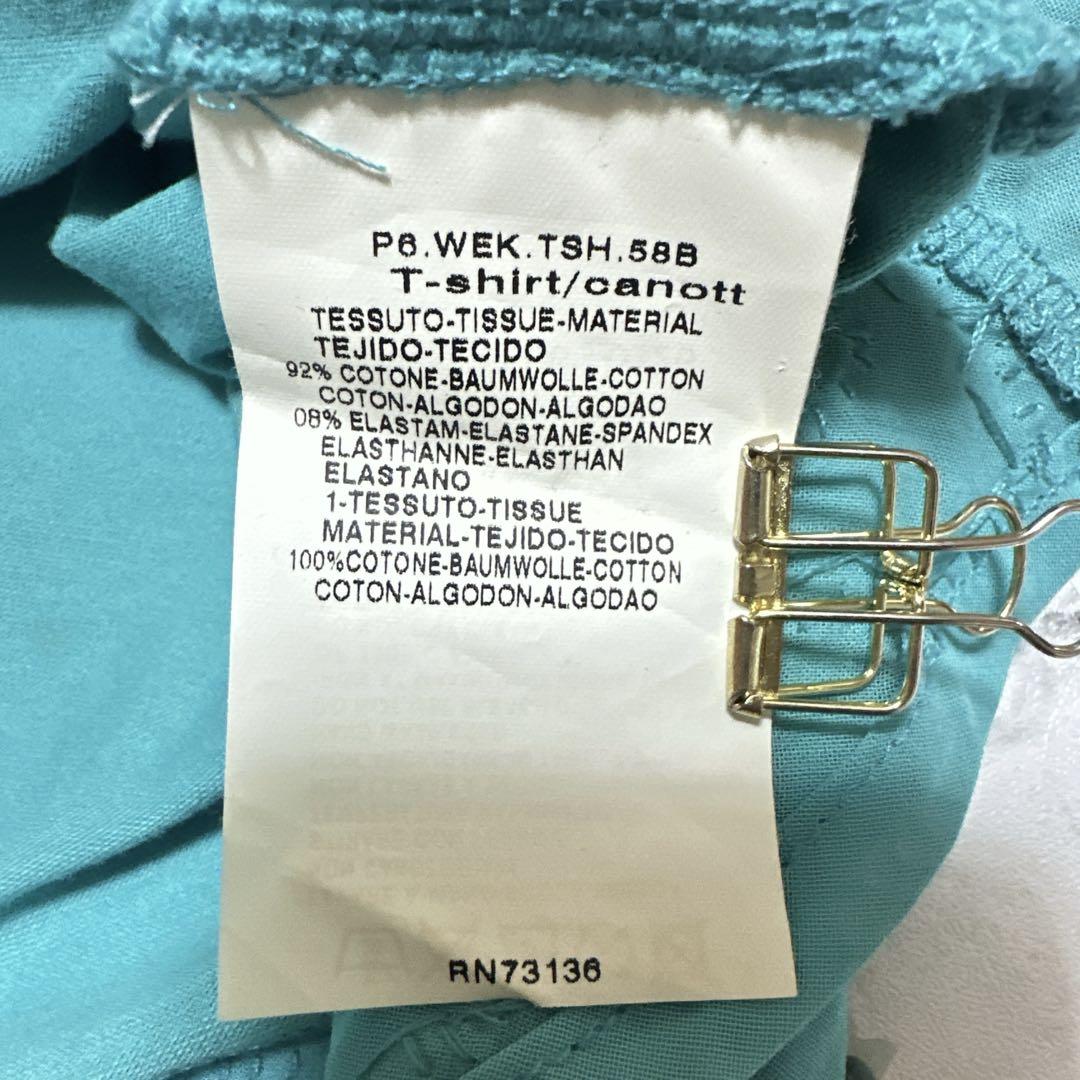 P6.WEK.TSH.58B
T-shirt/canott
TESSUTO-TISSUE-MATERIAL
TEJIDO-TECIDO
92% COTONE-BAUMWOLLE-COTTON
COTON-ALGODON-ALGODAO
08% ELASTAM-ELASTANE-SPANDEX
ELASTHANNE-ELASTHAN
ELASTANO
1-TESSUTO-TISSUE
MATERIAL-TEJIDO-TECIDO
100%COTONE-BAUMWOLLE-COTTON
COTON-ALGODON-ALGODAO
RN73136